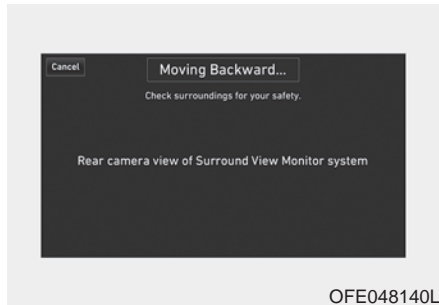 Cancel
Moving Backward...
Check surroundings for your safety.
Rear camera view of Surround View Monitor system
OFE048140L